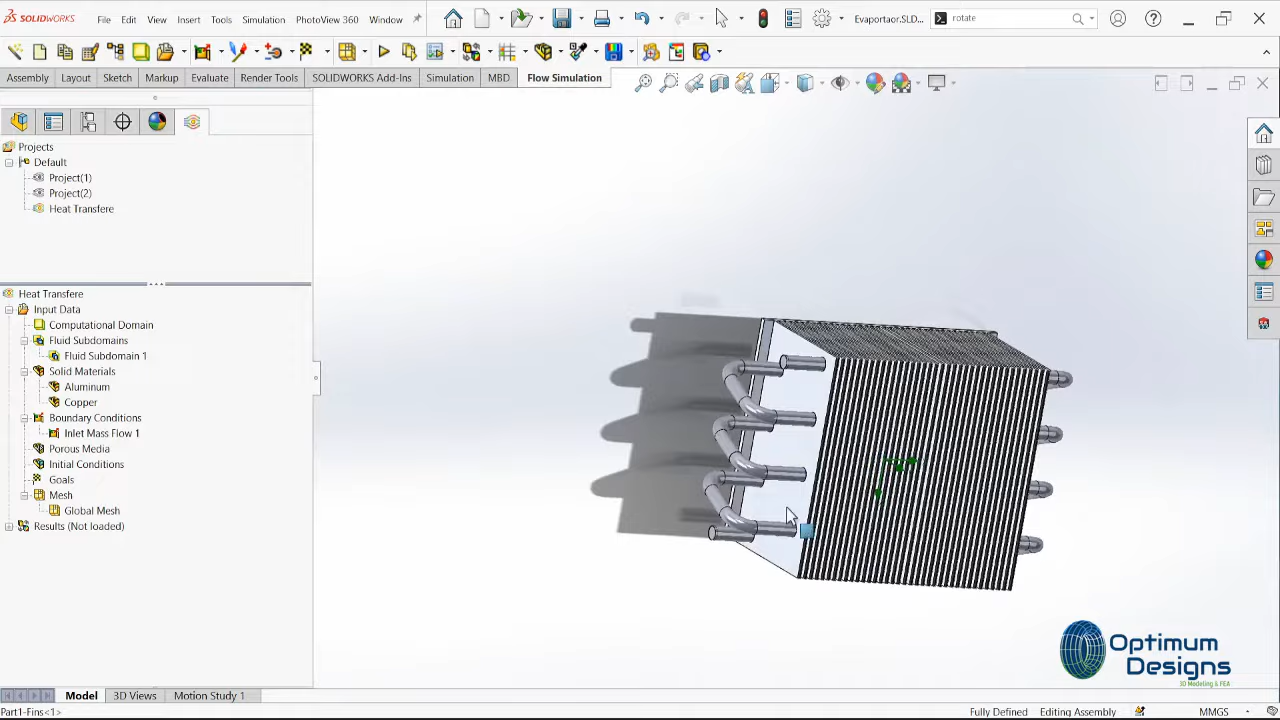 SOLIDWORKS
File Edit View Insert Tools Simulation PhotoView 360 Window
Evaportaor.SLD...
rotate
Assembly Layout Sketch Markup Evaluate Render Tools SOLIDWORKS Add-Ins Simulation MBD Flow Simulation
Projects
Default
Project(1)
Project(2)
Heat Transfere
Heat Transfere
Input Data
Computational Domain
Fluid Subdomains
Fluid Subdomain 1
Solid Materials
Aluminum
Copper
Boundary Conditions
Inlet Mass Flow 1
Porous Media
Initial Conditions
Goals
Mesh
Global Mesh
Results (Not loaded)
Optimum
Designs
3D Modeling & FEA
Model 3D Views Motion Study 1
Part1-Fins<1>
Fully Defined Editing Assembly MMGS